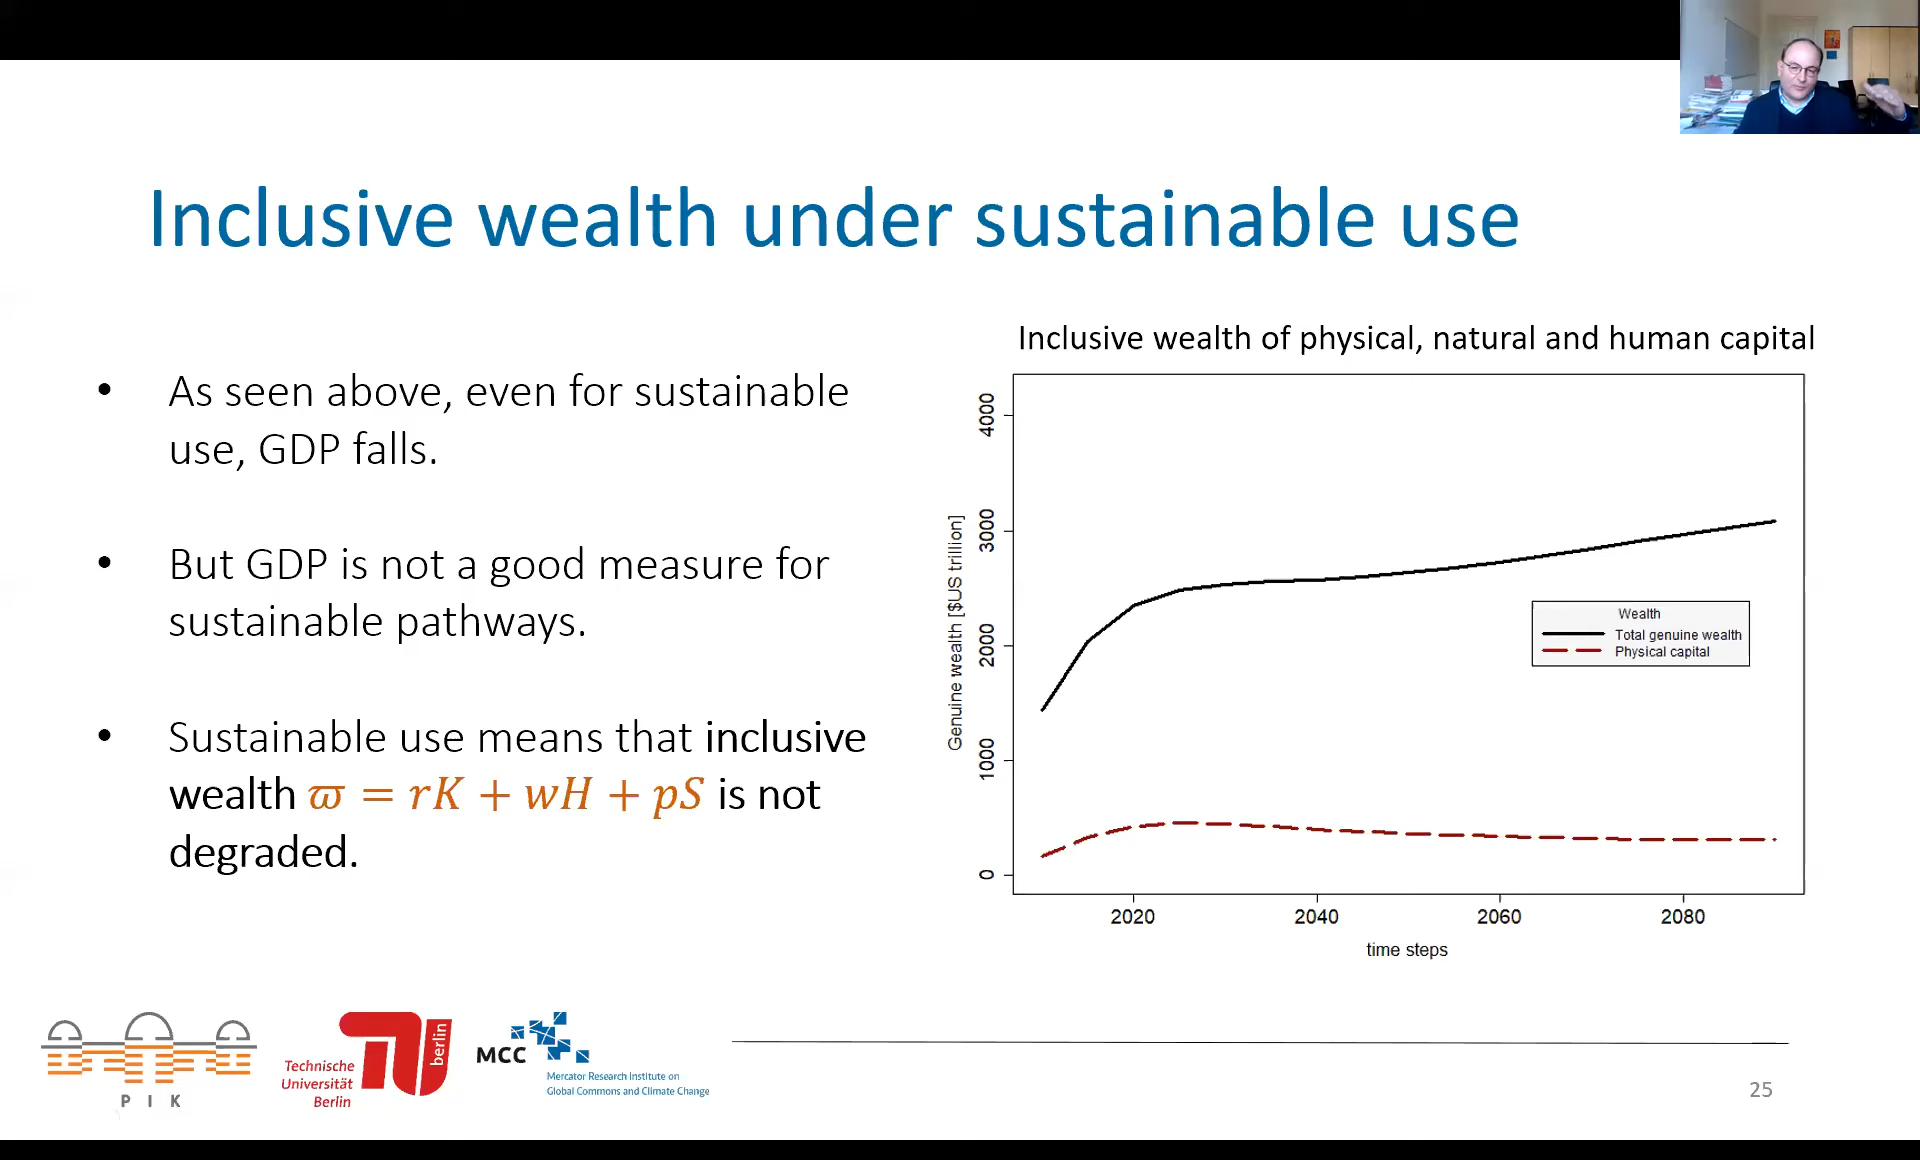 Inclusive wealth under sustainable use
• As seen above, even for sustainable
use, GDP falls.
• But GDP is not a good measure for
sustainable pathways.
• Sustainable use means that inclusive
wealth ϖ = rK + wH + pS is not
degraded.
Inclusive wealth of physical, natural and human capital
Genuine wealth [$US trillion]
4000
3000
2000
1000
0
Wealth
Total genuine wealth
Physical capital
2020 2040 2060 2080
time steps
P I K
Technische
Universität
Berlin
berlin
MCC
Mercator Research Institute on
Global Commons and Climate Change
25